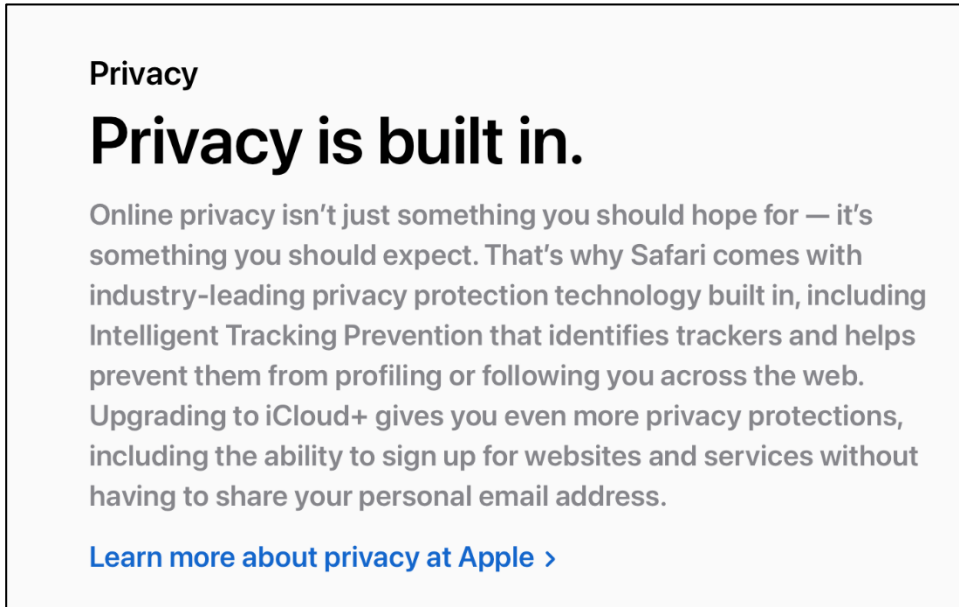 Privacy
Privacy is built in.
Online privacy isn’t just something you should hope for — it’s
something you should expect. That’s why Safari comes with
industry-leading privacy protection technology built in, including
Intelligent Tracking Prevention that identifies trackers and helps
prevent them from profiling or following you across the web.
Upgrading to iCloud+ gives you even more privacy protections,
including the ability to sign up for websites and services without
having to share your personal email address.
Learn more about privacy at Apple >